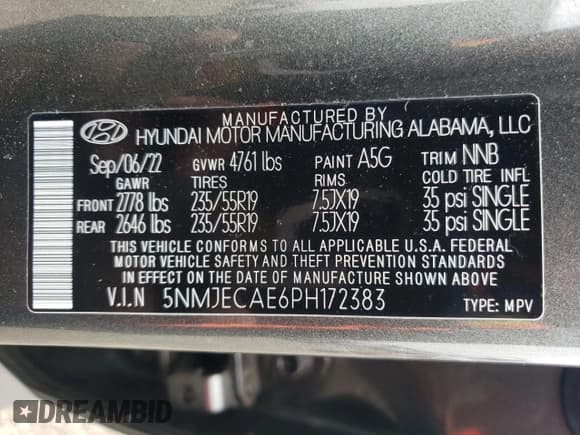 MANUFACTURED BY
HYUNDAI MOTOR MANUFACTURING ALABAMA, LLC
Sep/06/22 GVWR 4761 lbs PAINT A5G TRIM NNB
GAWR TIRES RIMS COLD TIRE INFL
FRONT 2778 lbs 235/55R19 7.5JX19 35 psi SINGLE
REAR 2646 lbs 235/55R19 7.5JX19 35 psi SINGLE
THIS VEHICLE CONFORMS TO ALL APPLICABLE U.S.A. FEDERAL
MOTOR VEHICLE SAFETY AND THEFT PREVENTION STANDARDS
IN EFFECT ON THE DATE OF MANUFACTURE SHOWN ABOVE
V.I.N 5NMJECAE6PH172383 TYPE: MPV
DREAMBID